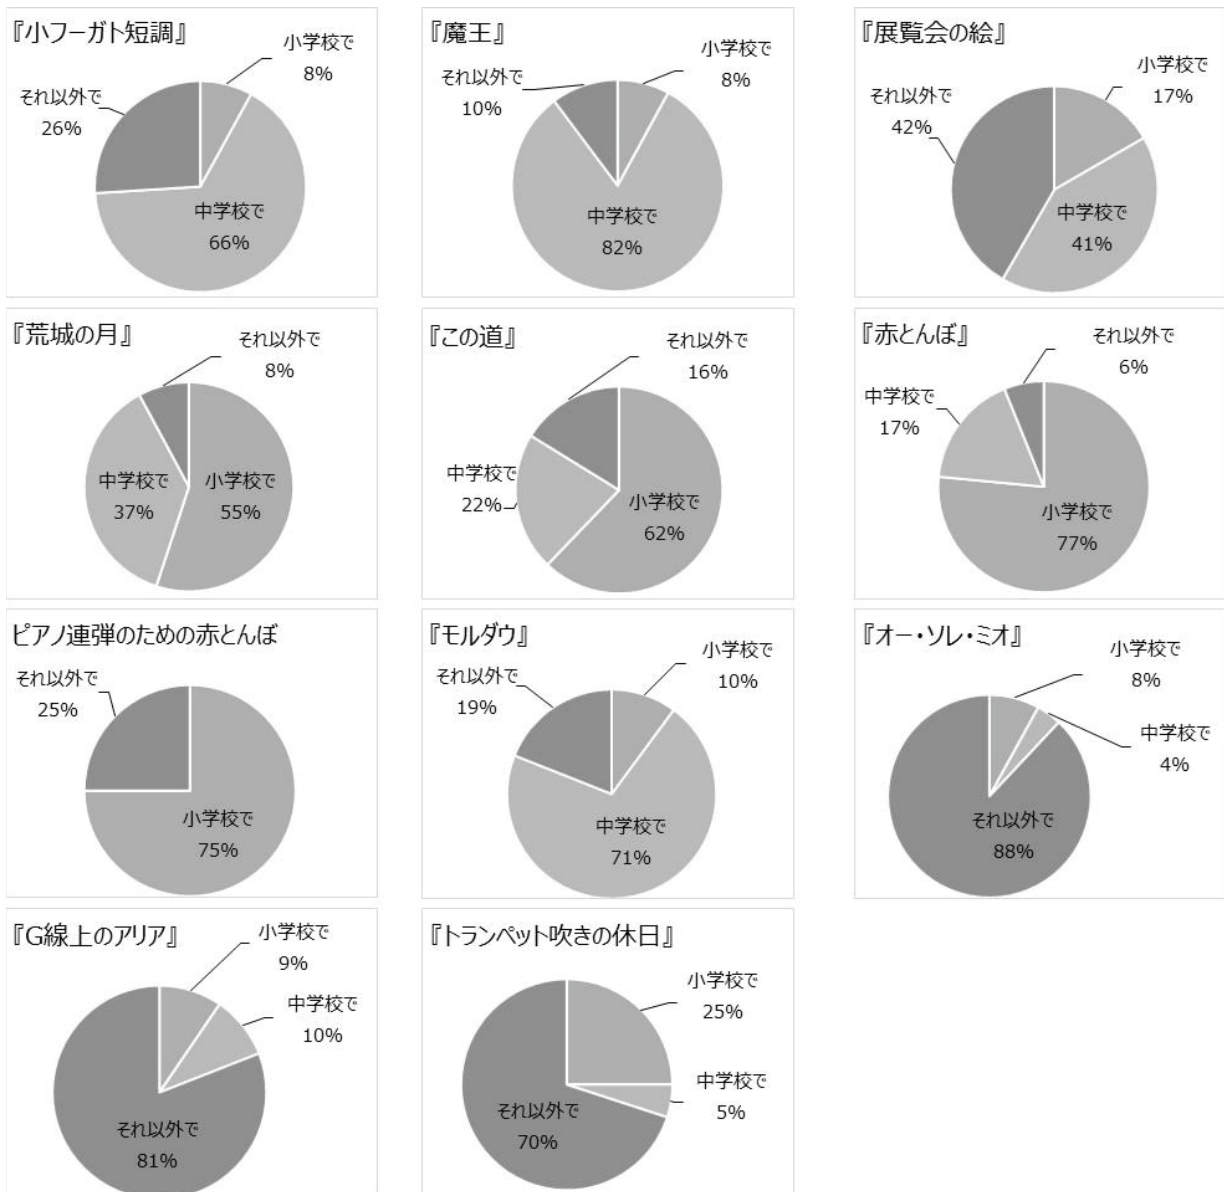 『小フーガト短調』
小学校で
8%
それ以外で
26%
中学校で
66%
『魔王』
小学校で
8%
それ以外で
10%
中学校で
82%
『展覧会の絵』
小学校で
17%
それ以外で
42%
中学校で
41%
『荒城の月』
それ以外で
8%
中学校で
37%
小学校で
55%
『この道』
それ以外で
16%
中学校で
22%
小学校で
62%
『赤とんぼ』
それ以外で
6%
中学校で
17%
小学校で
77%
ピアノ連弾のための赤とんぼ
それ以外で
25%
小学校で
75%
『モルダウ』
小学校で
10%
それ以外で
19%
中学校で
71%
『オー・ソレ・ミオ』
小学校で
8%
中学校で
4%
それ以外で
88%
『G線上のアリア』
小学校で
9%
中学校で
10%
それ以外で
81%
『トランペット吹きの休日』
小学校で
25%
中学校で
5%
それ以外で
70%